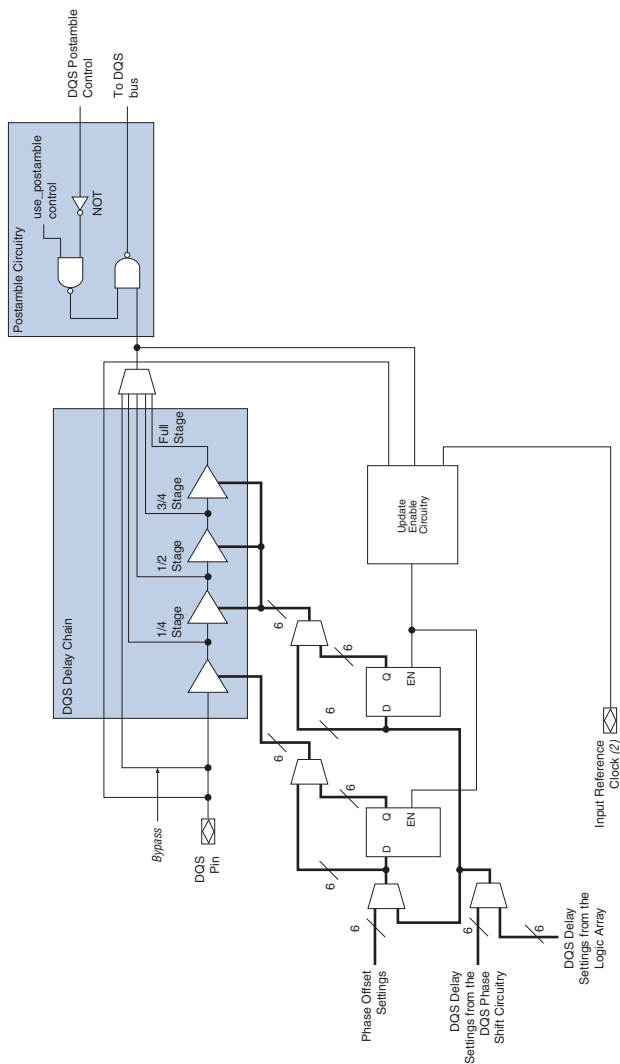 DQS Postamble
Control
To DQS
bus
Postamble Circuitry
use_postamble
control
NOT
DQS Delay Chain
1/4
Stage
1/2
Stage
3/4
Stage
Full
Stage
Bypass
DQS
Pin
6
6
6
6
6
6
D
Q
EN
D
Q
EN
Update
Enable
Circuitry
6
Phase Offset
Settings
6
DQS Delay
Settings from the
DQS Phase
Shift Circuitry
6
DQS Delay
Settings from the
Logic Array
Input Reference
Clock (2)